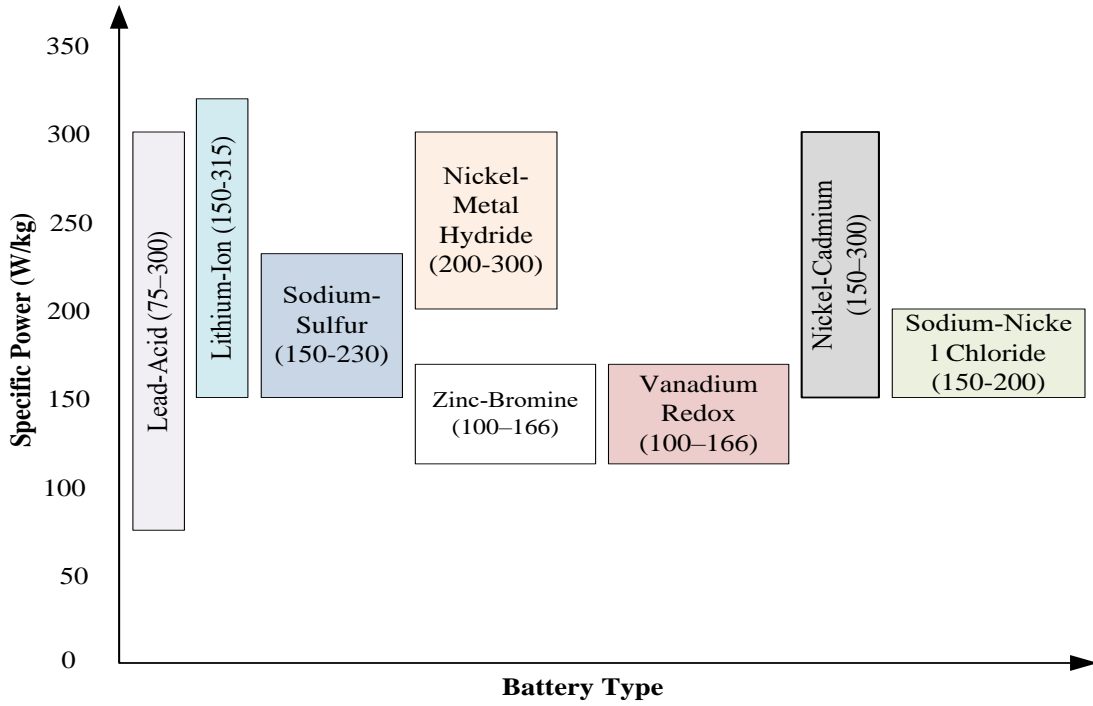 350
300
250
200
150
100
50
0
Specific Power (W/kg)
Lead-Acid (75–300)
Lithium-Ion (150-315)
Sodium-
Sulfur
(150-230)
Nickel-
Metal
Hydride
(200-300)
Zinc-Bromine
(100–166)
Vanadium
Redox
(100–166)
Nickel-Cadmium
(150–300)
Sodium-Nicke
l Chloride
(150-200)
Battery Type